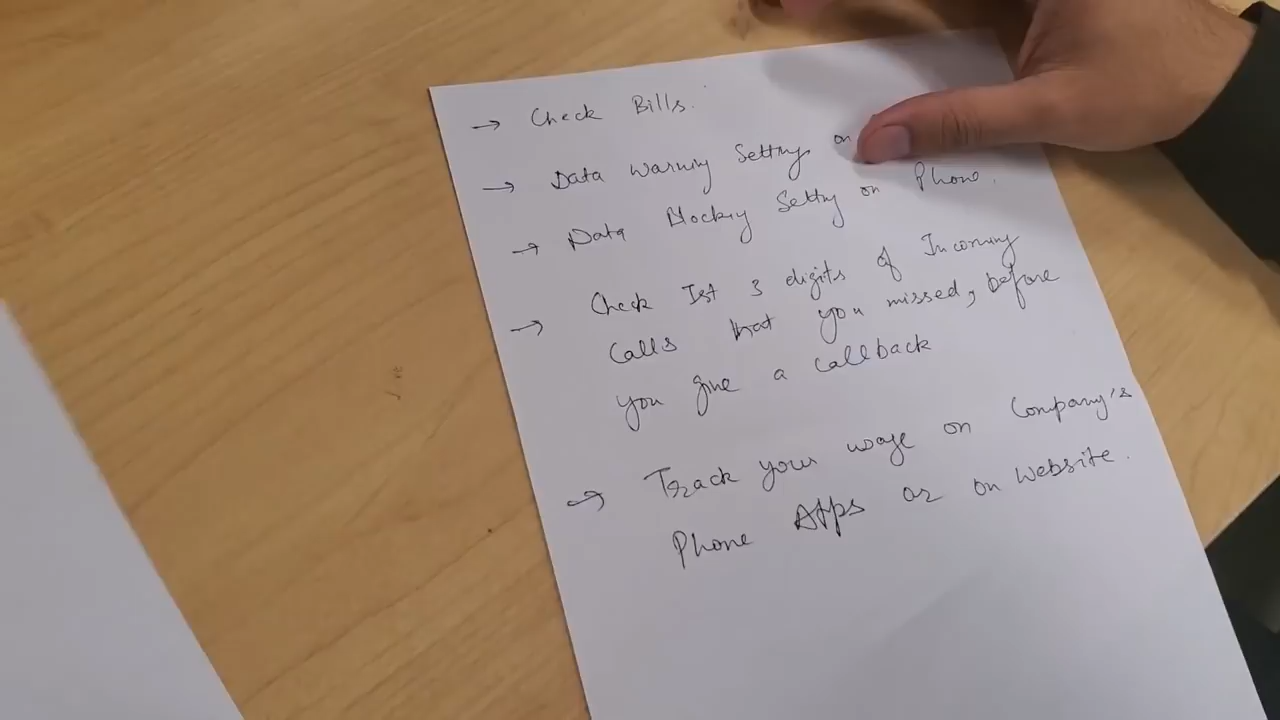 → Check Bills.
→ Data Warning Setting on
→ Data Blocking Setting on Phone.
→ Check Ist 3 digits of Incoming
Calls that you missed, before
you give a callback
→ Track your usage on Company's
Phone Apps or on website.